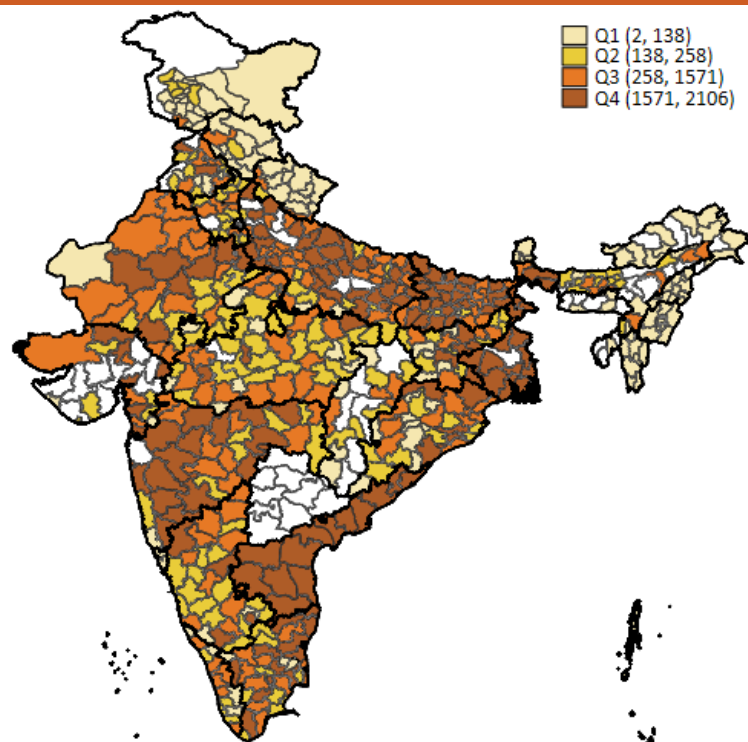 Q1 (2, 138)
Q2 (138, 258)
Q3 (258, 1571)
Q4 (1571, 2106)